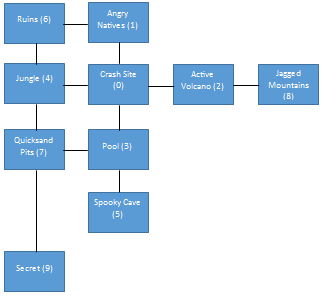 Ruins (6)
Angry
Natives (1)
Jungle (4)
Crash Site
(0)
Active
Volcano (2)
Jagged
Mountains
(8)
Quicksand
Pits (7)
Pool (3)
Spooky Cave
(5)
Secret (9)